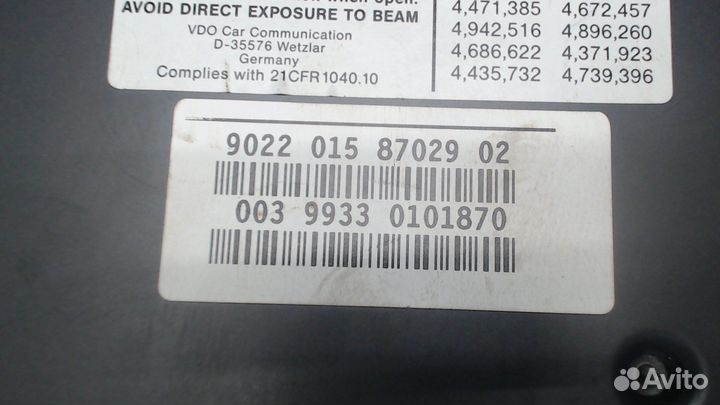 when open.
AVOID DIRECT EXPOSURE TO BEAM
VDO Car Communication
D-35576 Wetzlar
Germany
Complies with 21CFR1040.10
4,471,385 4,672,457
4,942,516 4,896,260
4,686,622 4,371,923
4,435,732 4,739,396
9022 015 87029 02
003 9933 0101870
Avito